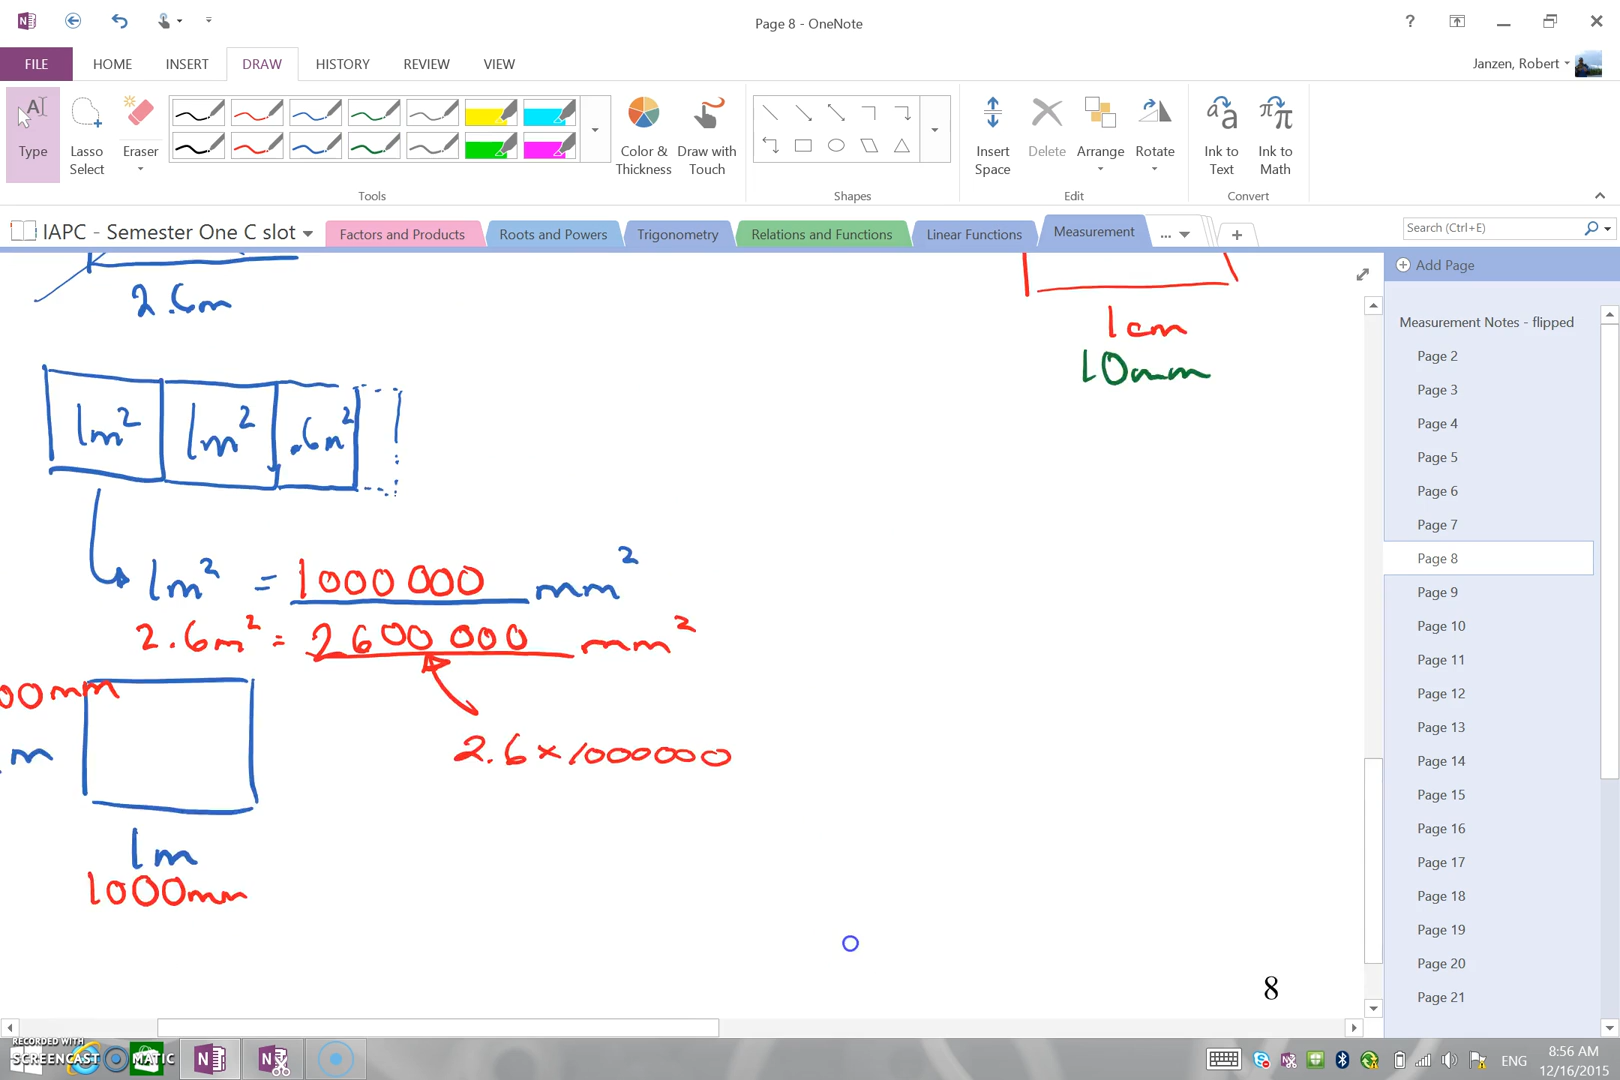 Page 8 - OneNote
?
FILE HOME INSERT DRAW HISTORY REVIEW VIEW
Janzen, Robert
Type
Lasso Select
Eraser
Color & Thickness
Draw with Touch
Insert Space
Delete
Arrange
Rotate
Ink to Text
Ink to Math
Tools Shapes Edit Convert
IAPC - Semester One C slot
Factors and Products
Roots and Powers
Trigonometry
Relations and Functions
Linear Functions
Measurement
...
Search (Ctrl+E)
Add Page
Measurement Notes - flipped
Page 2
Page 3
Page 4
Page 5
Page 6
Page 7
Page 8
Page 9
Page 10
Page 11
Page 12
Page 13
Page 14
Page 15
Page 16
Page 17
Page 18
Page 19
Page 20
Page 21
2.6m
1cm
10mm
1m² 1m² .6m²
1m² = 1000 000 mm²
2.6m² = 2600 000 mm²
00mm
m
2.6 × 1000000
1m
1000mm
8
RECORDED WITH
SCREENCAST MATIC
ENG
8:56 AM
12/16/2015